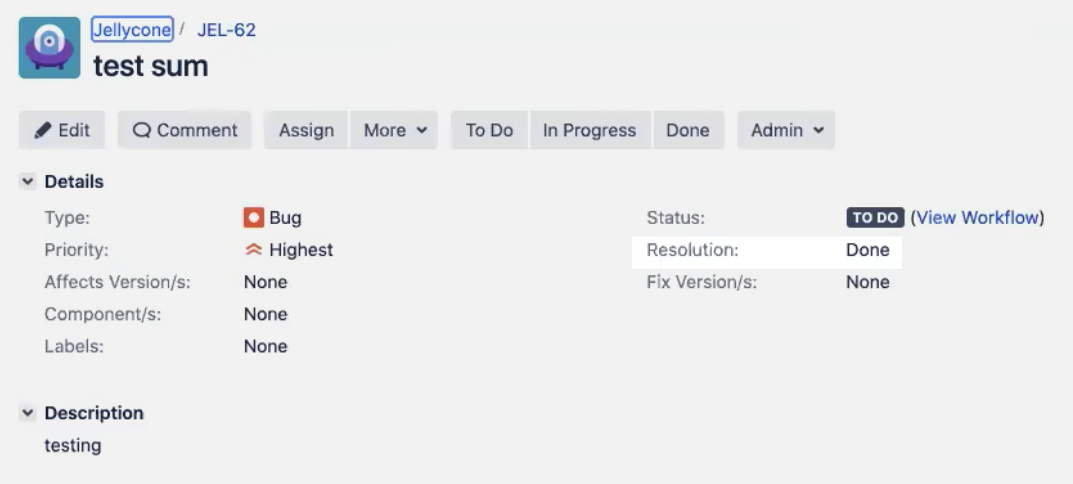 Jellycone / JEL-62
test sum
Edit Comment Assign More To Do In Progress Done Admin
Details
Type: Bug Status: TO DO (View Workflow)
Priority: Highest Resolution: Done
Affects Version/s: None Fix Version/s: None
Component/s: None
Labels: None
Description
testing